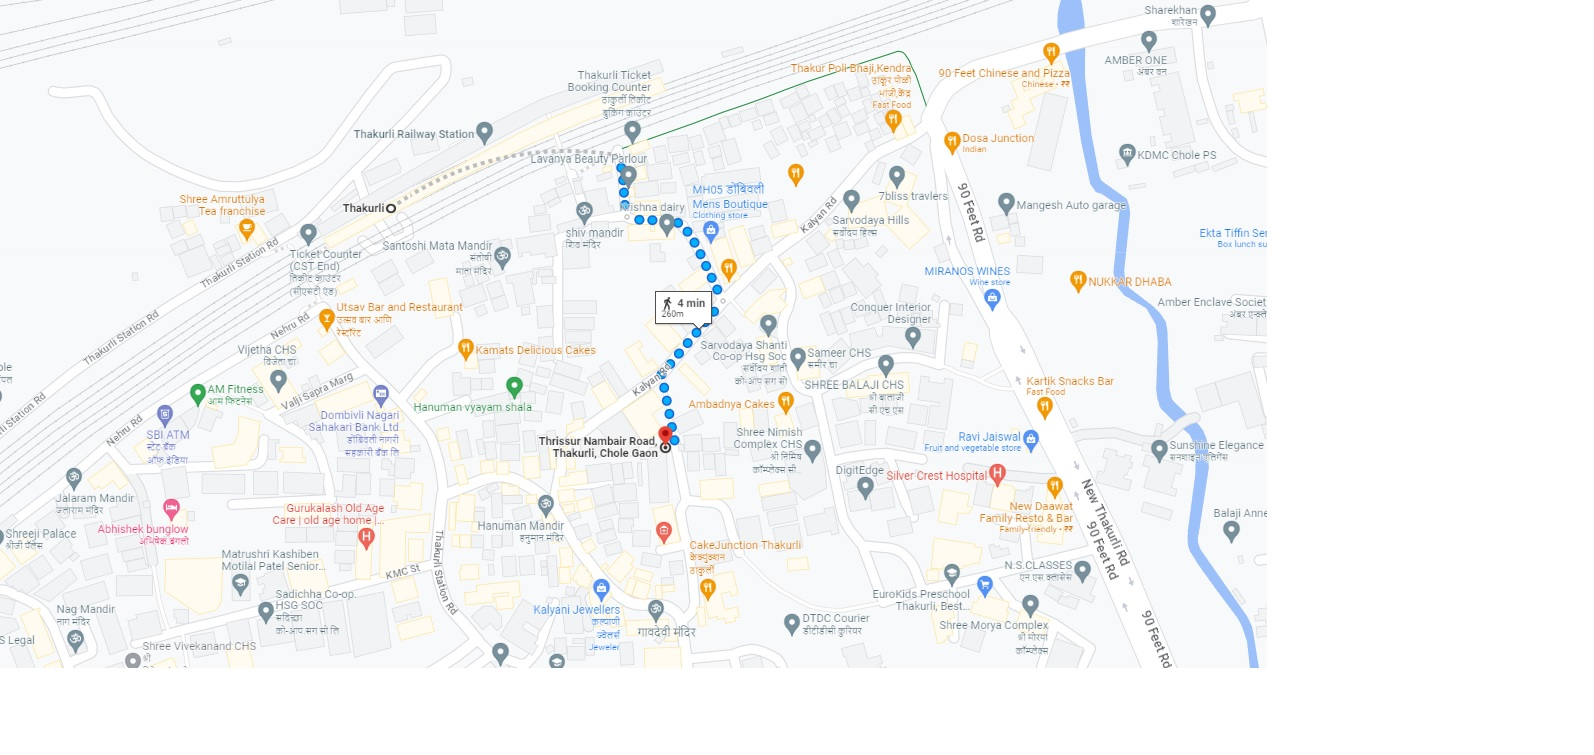 Sharekhan
शारेखन
AMBER ONE
अंबर वन
90 Feet Chinese and Pizza
Chinese • ₹₹
Thakur Poli Bhaji Kendra
ठाकूर पोळी
भाजी केंद्र
Fast Food
Thakurli Ticket
Booking Counter
ठाकुर्ली तिकीट
बुकिंग काउंटर
Thakurli Railway Station
Lavanya Beauty Parlour
Dosa Junction
Indian
KDMC Chole PS
Shree Amruttulya
Tea franchise
Thakurli
MH05 डोंबिवली
Mens Boutique
Clothing store
Krishna dairy
shiv mandir
शिव मंदिर
7bliss travlers
Sarvodaya Hills
सर्वोदय हिल्स
Kalyan Rd
90 Feet Rd
Mangesh Auto garage
Ekta Tiffin Ser
Box lunch su
Ticket Counter
(CST End)
तिकीट काउंटर
(सीएसटी एंड)
Santoshi Mata Mandir
संतोषी
माता मंदिर
Thakurli Station Rd
MIRANOS WINES
Wine store
NUKKAR DHABA
Amber Enclave Societ
4 min
260m
Utsav Bar and Restaurant
उत्सव बार आणि
रेस्टॉरंट
Nehru Rd
Thakurli Station Rd
Conquer Interior
Designer
Vijetha CHS
विजेता चा
Kamats Delicious Cakes
Sarvodaya Shanti
Co-op Hsg Soc
सर्वोदय शांती
को-आप सग सो
Sameer CHS
समीर चा
SHREE BALAJI CHS
श्री बालाजी
सी एच एस
Kartik Snacks Bar
Fast Food
AM Fitness
आम फिटनेस
Valji Sapra Marg
Kalyan Rd
Hanuman vyayam shala
Ambadnya Cakes
Dombivli Nagari
Sahakari Bank Ltd
डोंबिवली नागरी
सहकारी बँक लि
SBI ATM
स्टेट बँक
ऑफ इंडिया
Nehru Rd
Thrissur Nambair Road,
Thakurli, Chole Gaon
Shree Nimish
Complex CHS
श्री निमिष
कॉम्प्लेक्स सी
Ravi Jaiswal
Fruit and vegetable store
Sunshine Elegance
DigitEdge
Silver Crest Hospital
Jalaram Mandir
जलाराम मंदिर
Abhishek bunglow
अभिषेक बंगलो
Gurukalash Old Age
Care | old age home |...
Hanuman Mandir
हनुमान मंदिर
New Daawat
Family Resto & Bar
Family-friendly • ₹₹
New Thakurli Rd
90 Feet Rd
Balaji Anne
Shreeji Palace
श्रीजी पॅलेस
Matrushri Kashiben
Motilal Patel Senior...
KMC St
Thakurli Station Rd
CakeJunction Thakurli
केकजंक्शन
ठाकुर्ली
N.S.CLASSES
एन एस क्लासेस
EuroKids Preschool
Thakurli, Best...
Nag Mandir
नाग मंदिर
Sadichha Co-op.
HSG SOC
सदिच्छा
को-आप सग सो लि
Kalyani Jewellers
कल्याणी
ज्वेलर्स
Jeweler
गावदेवी मंदिर
DTDC Courier
डीटीडीसी कुरियर
Shree Morya Complex
श्री मोरया
कॉम्प्लेक्स
90 Feet Rd
S Legal
Shree Vivekanand CHS
श्री